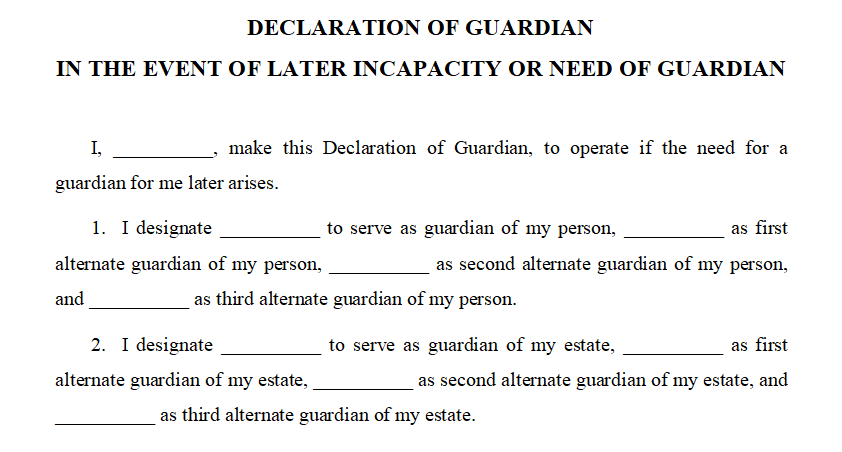 DECLARATION OF GUARDIAN
IN THE EVENT OF LATER INCAPACITY OR NEED OF GUARDIAN
I, __________, make this Declaration of Guardian, to operate if the need for a
guardian for me later arises.
1. I designate __________ to serve as guardian of my person, __________ as first
alternate guardian of my person, __________ as second alternate guardian of my person,
and __________ as third alternate guardian of my person.
2. I designate __________ to serve as guardian of my estate, __________ as first
alternate guardian of my estate, __________ as second alternate guardian of my estate, and
__________ as third alternate guardian of my estate.